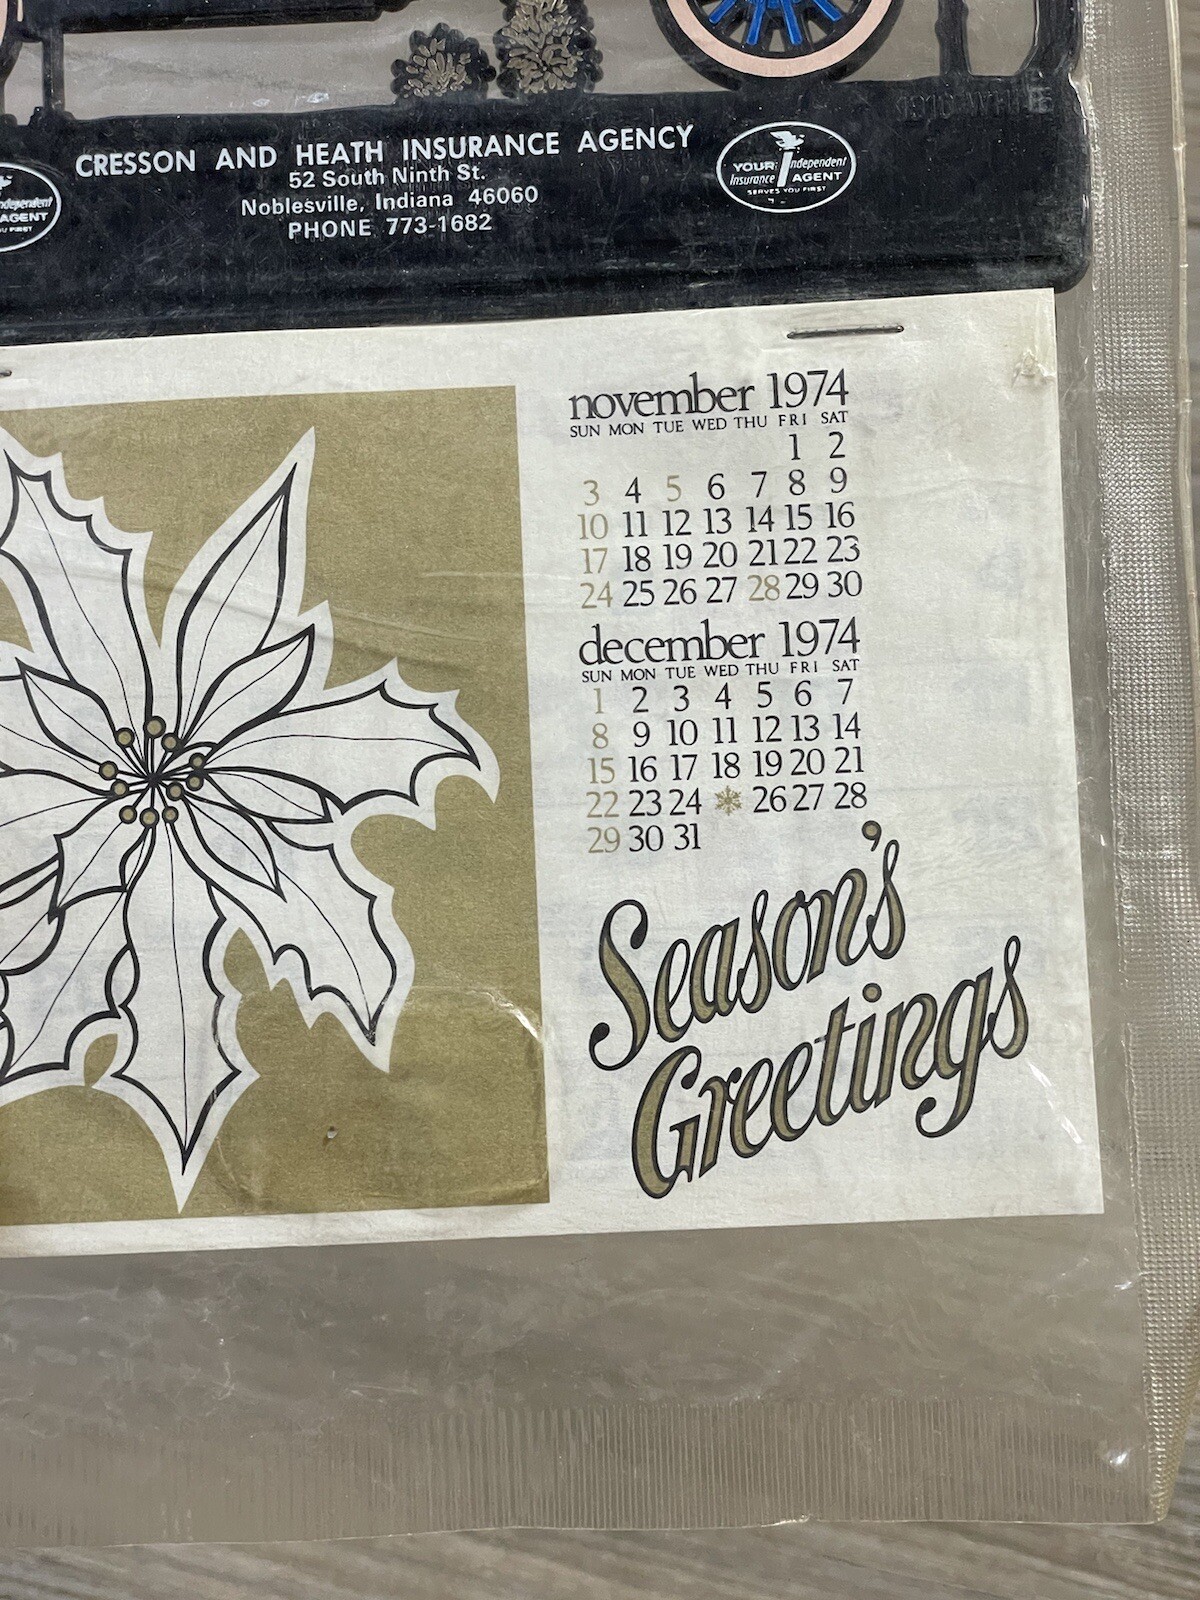 CRESSON AND HEATH INSURANCE AGENCY
52 South Ninth St.
Noblesville, Indiana 46060
PHONE 773-1682
YOUR Independent
Insurance AGENT
SERVES YOU FIRST
Independent
AGENT
YOU FIRST
november 1974
SUN MON TUE WED THU FRI SAT
1 2
3 4 5 6 7 8 9
10 11 12 13 14 15 16
17 18 19 20 21 22 23
24 25 26 27 28 29 30
december 1974
SUN MON TUE WED THU FRI SAT
1 2 3 4 5 6 7
8 9 10 11 12 13 14
15 16 17 18 19 20 21
22 23 24 26 27 28
29 30 31
Season's
Greetings